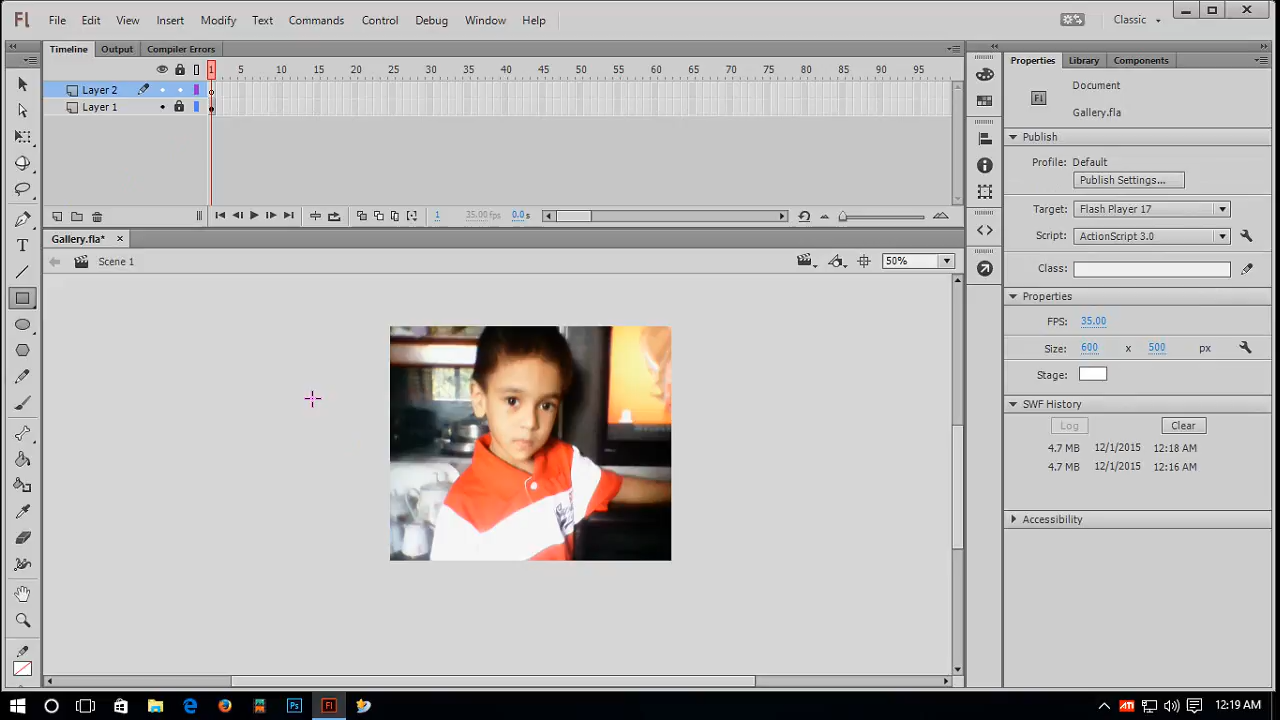 Fl File Edit View Insert Modify Text Commands Control Debug Window Help Classic
Timeline Output Compiler Errors
1 5 10 15 20 25 30 35 40 45 50 55 60 65 70 75 80 85 90 95
Layer 2
Layer 1
1 35.00 fps 0.0 s
Gallery.fla*
Scene 1 50%
Properties Library Components
Document
Fl Gallery.fla
Publish
Profile: Default
Publish Settings...
Target: Flash Player 17
Script: ActionScript 3.0
Class:
Properties
FPS: 35.00
Size: 600 x 500 px
Stage:
SWF History
Log Clear
4.7 MB 12/1/2015 12:18 AM
4.7 MB 12/1/2015 12:16 AM
Accessibility
T
Ps Fl ATI 12:19 AM